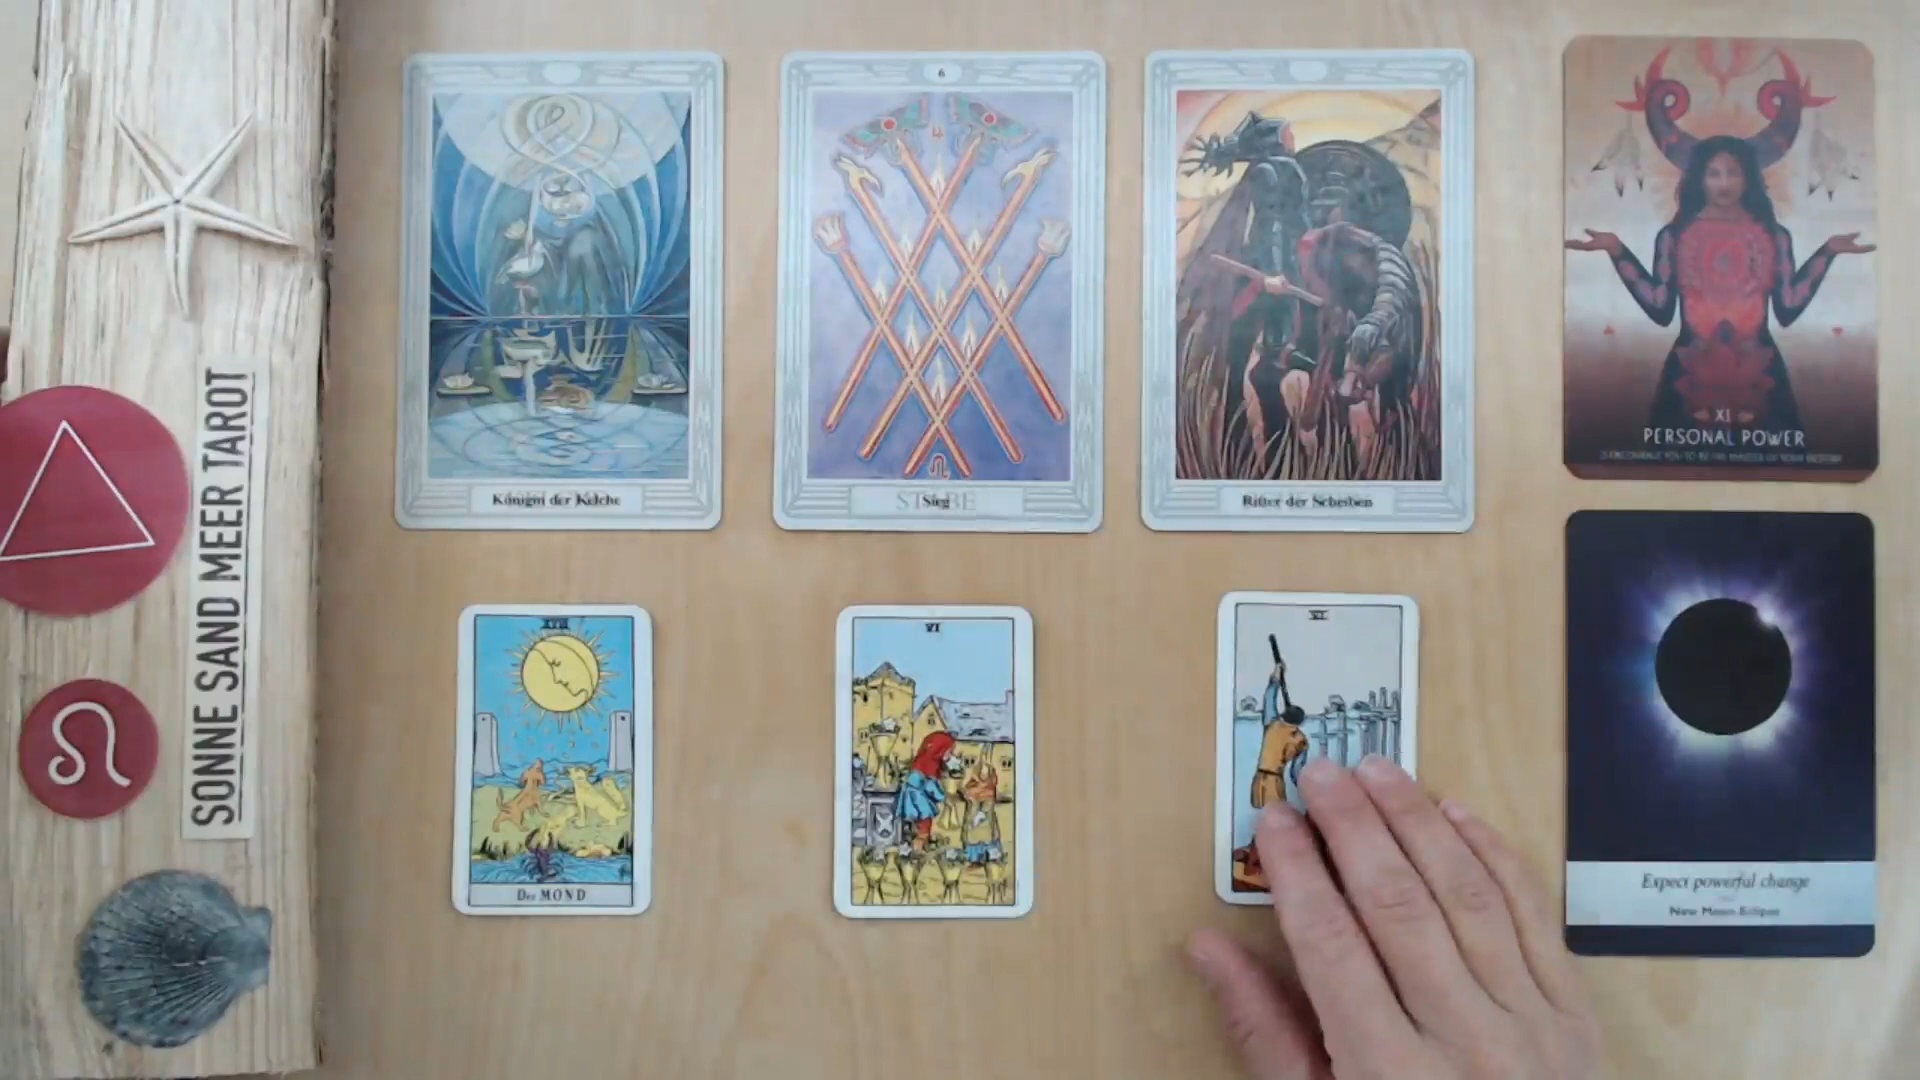 SONNE SAND MEER TAROT
Königin der Kelche
6
Sieg
Ritter der Scheiben
XI
PERSONAL POWER
XVIII
Der MOND
VI
VI
Expect powerful change
New Moon Eclipse